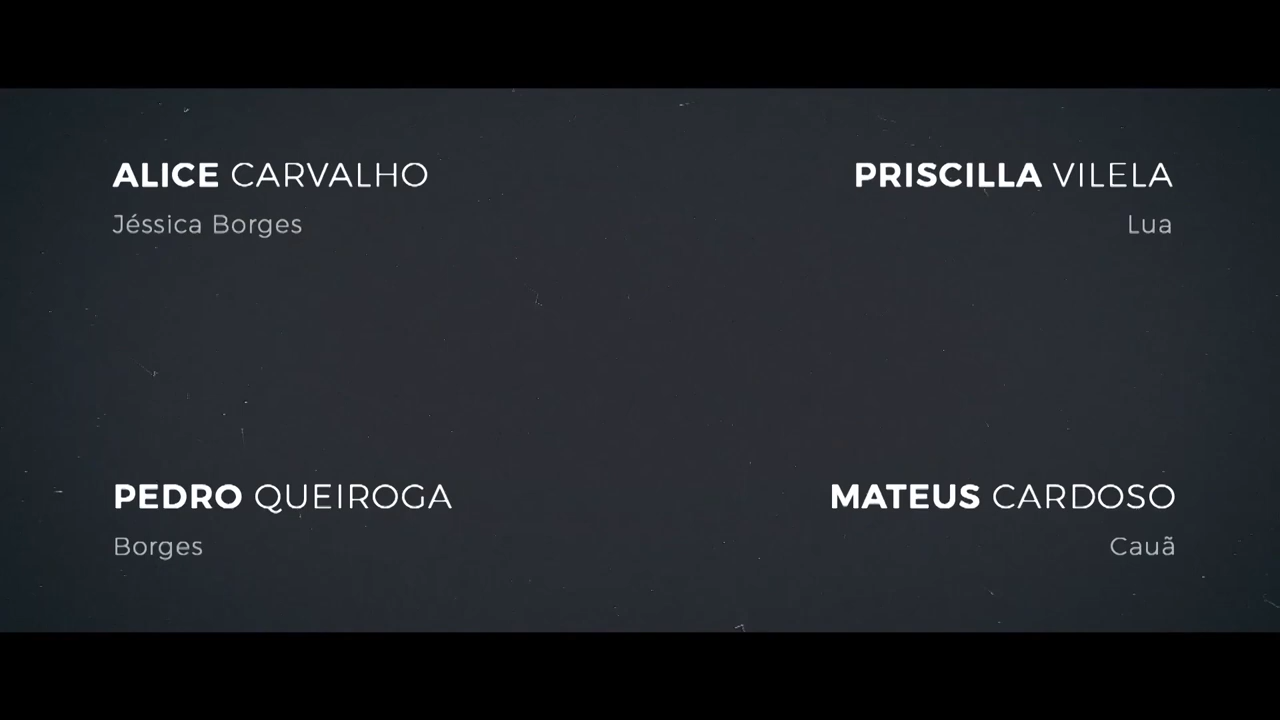 ALICE CARVALHO
Jéssica Borges
PRISCILLA VILELA
Lua
PEDRO QUEIROGA
Borges
MATEUS CARDOSO
Cauã